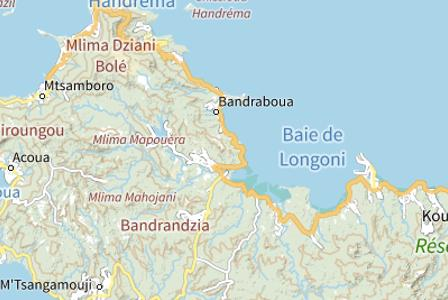 Handréma
Handréma
Mlima Dziani
Bolé
Mtsamboro
Bandraboua
Baie de
Longoni
Mlima Mapouéra
Acoua
Mlima Mahojani
Bandrandzia
M'Tsangamouji